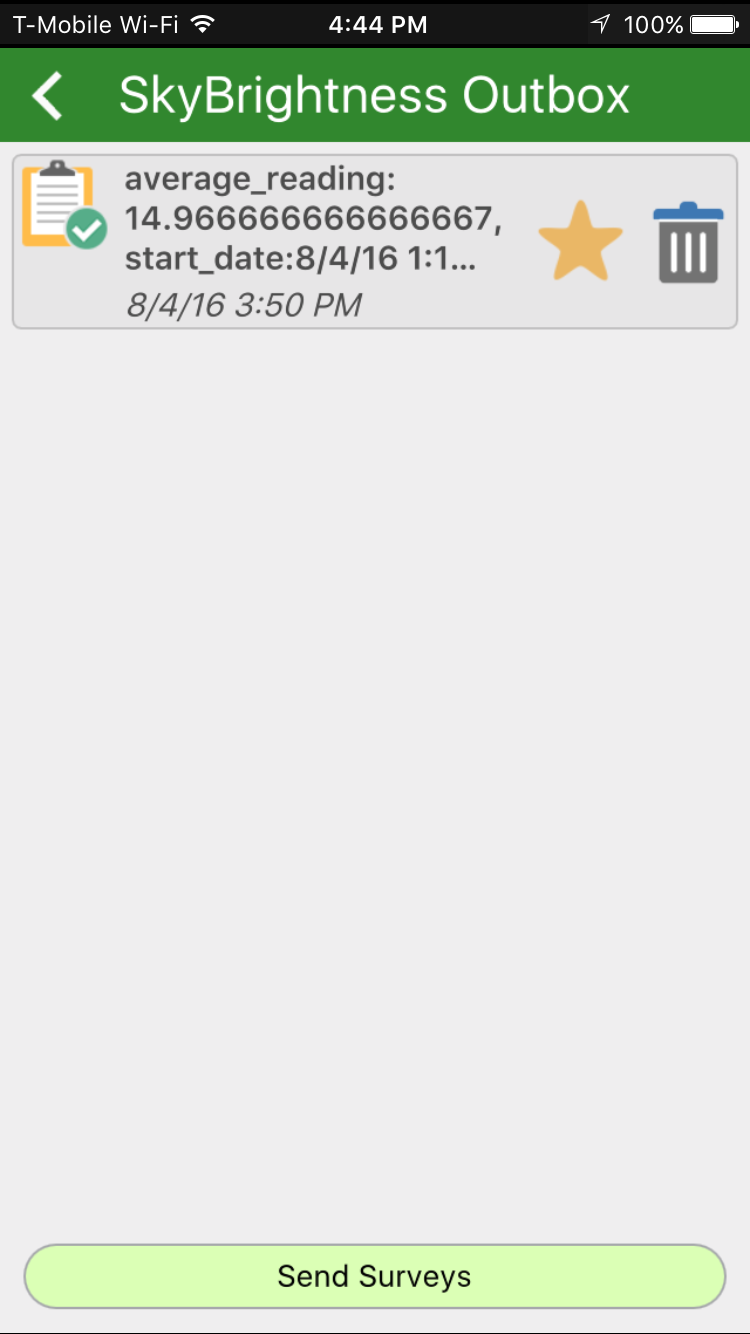 T-Mobile Wi-Fi 4:44 PM 100%
SkyBrightness Outbox
average_reading:
14.966666666666667,
start_date:8/4/16 1:1...
8/4/16 3:50 PM
Send Surveys